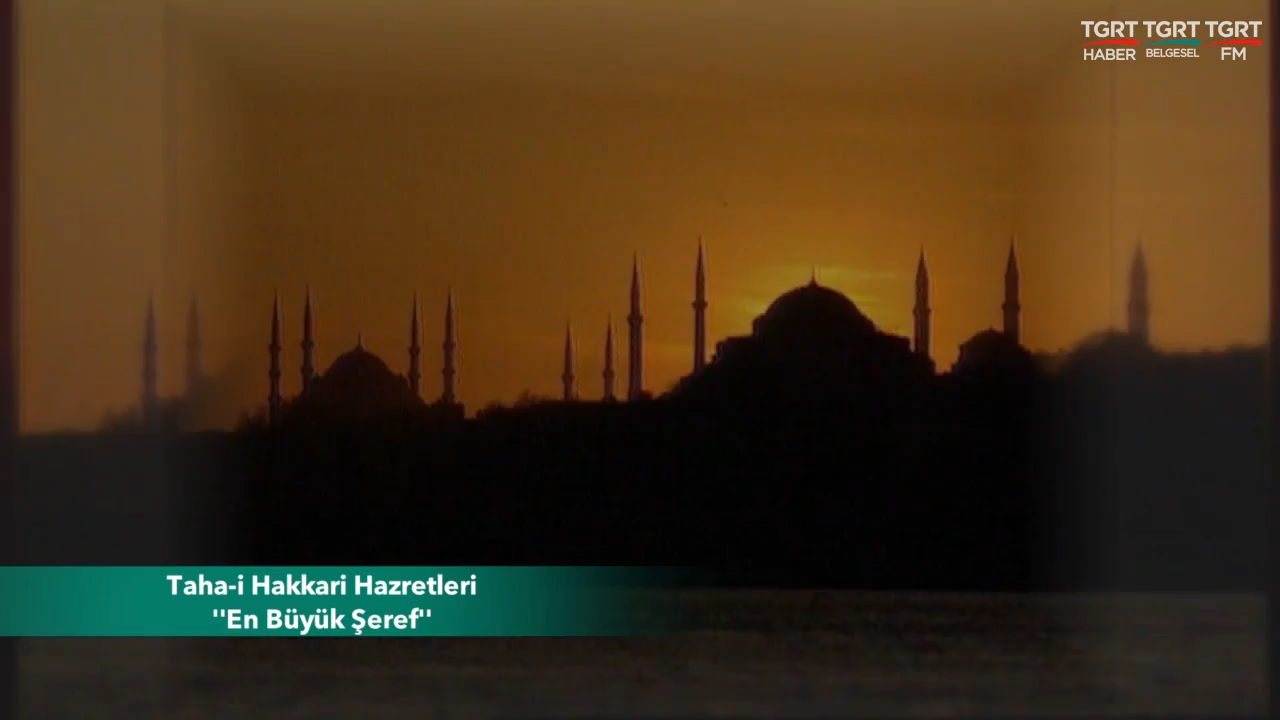 TGRT TGRT TGRT
HABER BELGESEL FM
Taha-i Hakkari Hazretleri
''En Büyük Şeref''